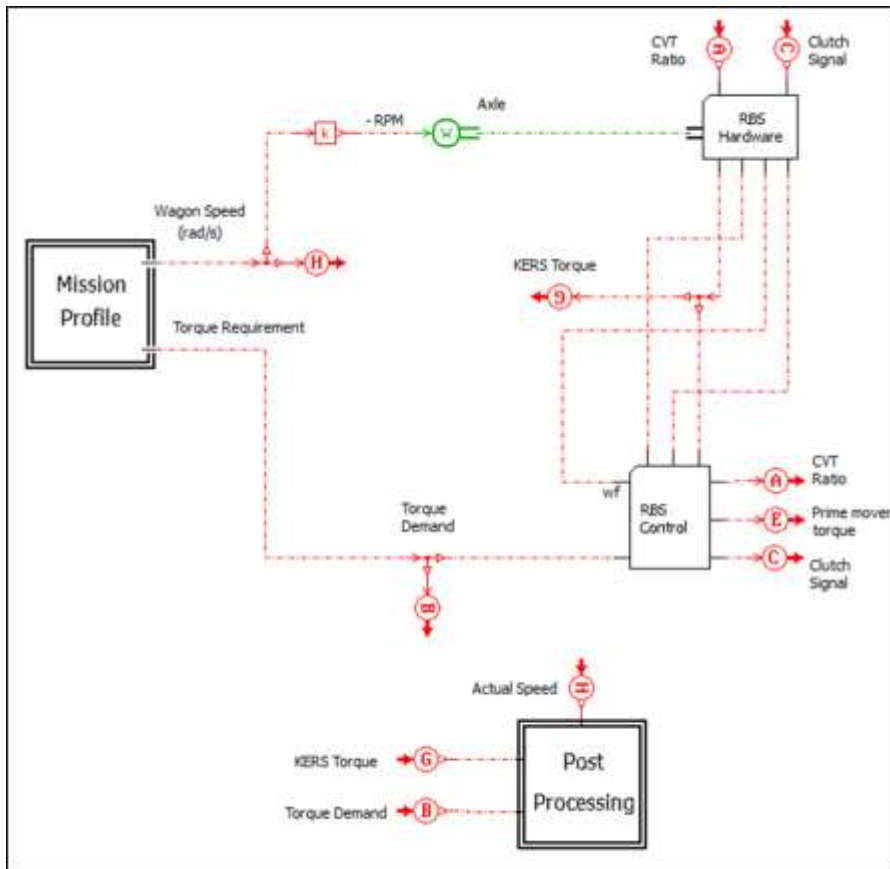 CVT
Ratio
A
C
Clutch
Signal
RBS
Hardware
Axle
-RPM
k
W
Wagon Speed
(rad/s)
H
Mission
Profile
KERS Torque
G
Torque Requirement
wf
RBS
Control
A
CVT
Ratio
E
Prime mover
torque
C
Clutch
Signal
Torque
Demand
B
Actual Speed
H
KERS Torque
G
Torque Demand
B
Post
Processing